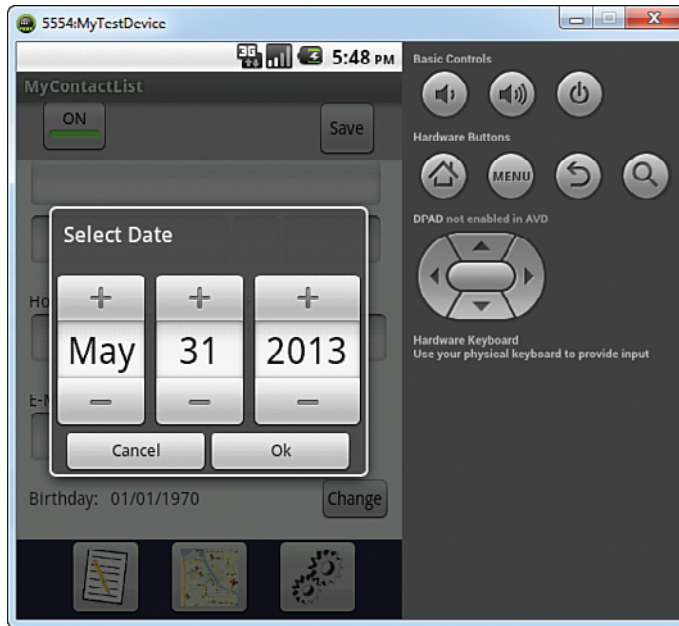 5554:MyTestDevice
3G 5:48 PM
MyContactList
ON
Save
Select Date
Ho
+ + +
May 31 2013
− − −
E-M
Cancel Ok
Birthday: 01/01/1970 Change
Basic Controls
Hardware Buttons
MENU
DPAD not enabled in AVD
Hardware Keyboard
Use your physical keyboard to provide input